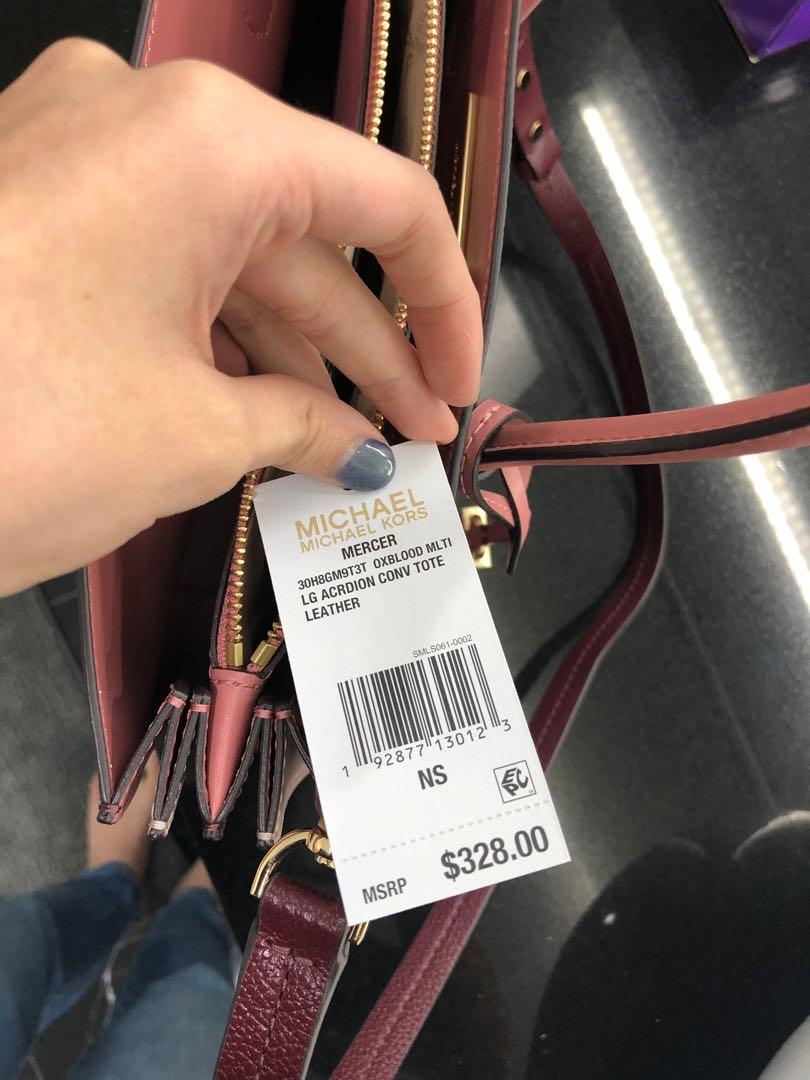 MICHAEL
MICHAEL KORS
MERCER
30H8GM9T3T OXBLOOD MLTI
LG ACRDION CONV TOTE
LEATHER
SMLS061-0002
1 92877 13012 3
NS
EPC
MSRP $328.00